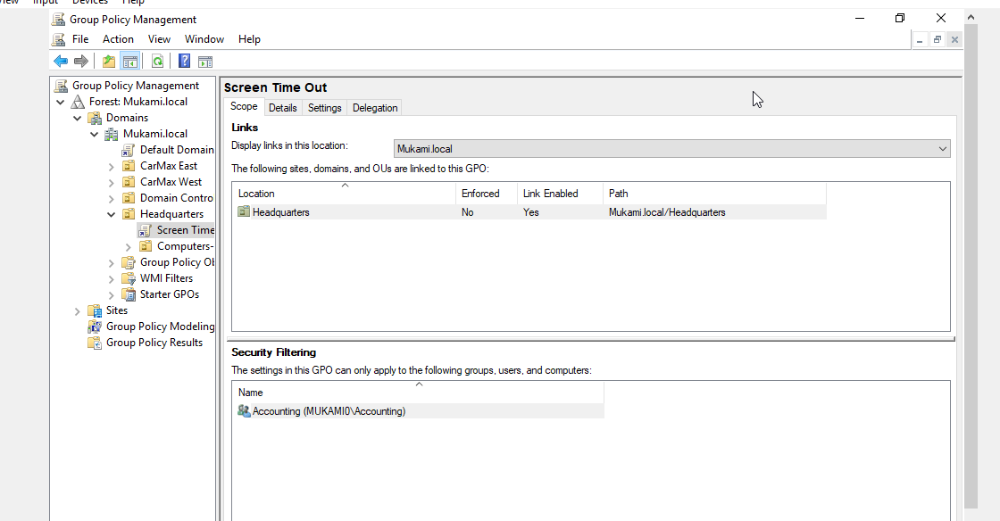 View Input Devices Help
Group Policy Management
File Action View Window Help
Group Policy Management
Forest: Mukami.local
Domains
Mukami.local
Default Domain
CarMax East
CarMax West
Domain Contro
Headquarters
Screen Time
Computers-
Group Policy Ob
WMI Filters
Starter GPOs
Sites
Group Policy Modeling
Group Policy Results
Screen Time Out
Scope Details Settings Delegation
Links
Display links in this location: Mukami.local
The following sites, domains, and OUs are linked to this GPO:
Location Enforced Link Enabled Path
Headquarters No Yes Mukami.local/Headquarters
Security Filtering
The settings in this GPO can only apply to the following groups, users, and computers:
Name
Accounting (MUKAMI0\Accounting)